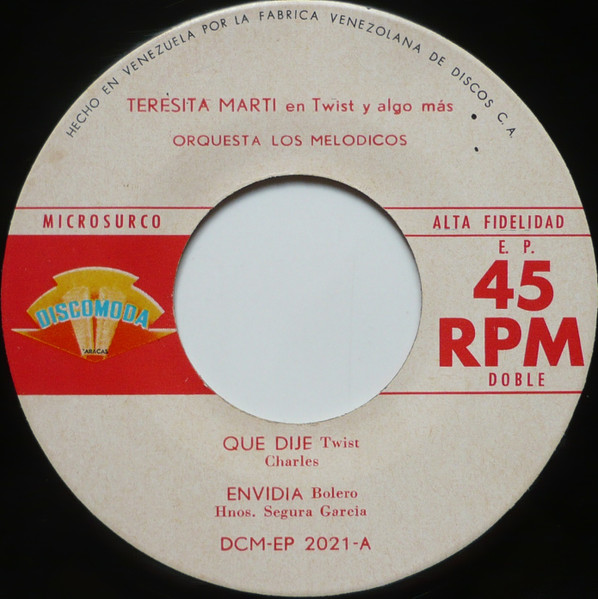 HECHO EN VENEZUELA POR LA FABRICA VENEZOLANA DE DISCOS C.A.
TERESITA MARTI en Twist y algo más
ORQUESTA LOS MELODICOS
MICROSURCO
ALTA FIDELIDAD
E. P.
45
RPM
DOBLE
DISCOMODA
CARACAS
QUE DIJE Twist
Charles
ENVIDIA Bolero
Hnos. Segura Garcia
DCM-EP 2021-A